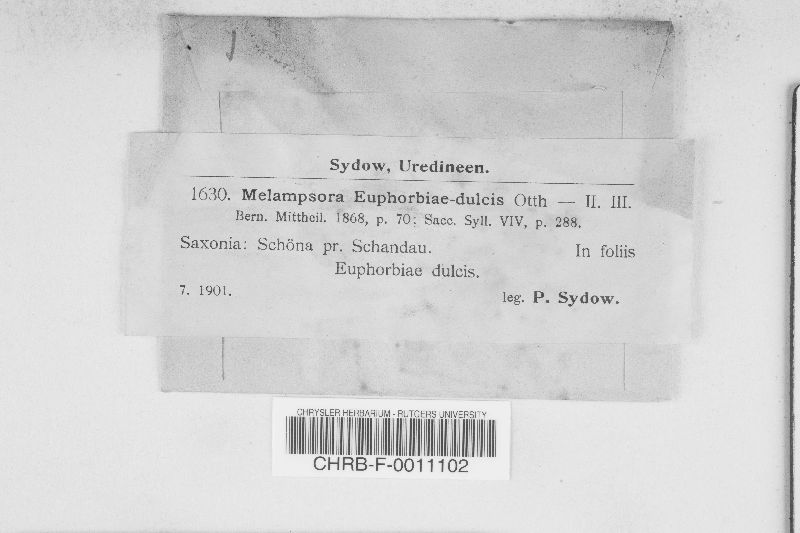 Sydow, Uredineen.
1630. Melampsora Euphorbiae-dulcis Otth — II. III.
Bern. Mittheil. 1868, p. 70; Sacc. Syll. VIV, p. 288.
Saxonia: Schöna pr. Schandau. In foliis
Euphorbiae dulcis.
7. 1901. leg. P. Sydow.
CHRYSLER HERBARIUM - RUTGERS UNIVERSITY
CHRB-F-0011102